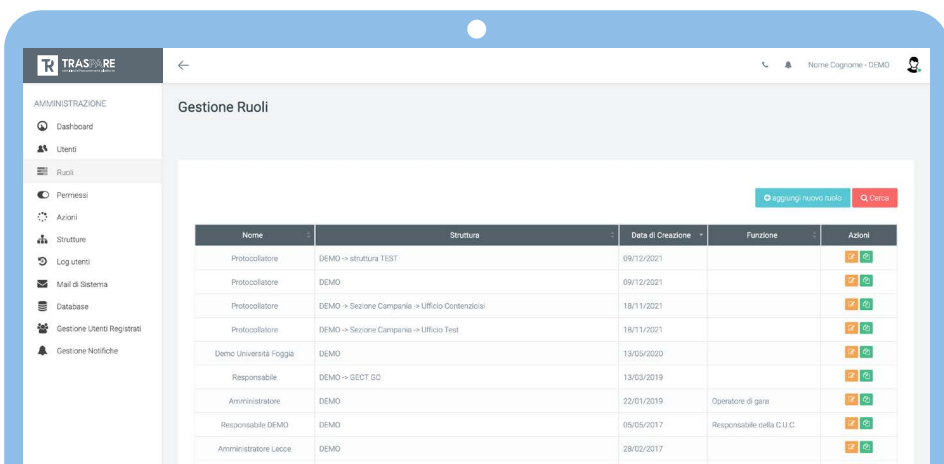 TRASPARE
Nome Cognome - DEMO
AMMINISTRAZIONE
Dashboard
Utenti
Ruoli
Permessi
Azioni
Strutture
Log utenti
Mail di Sistema
Database
Gestione Utenti Registrati
Gestione Notifiche
Gestione Ruoli
aggiungi nuovo ruolo Cerca
Nome Struttura Data di Creazione Funzione Azioni
Protocollatore DEMO -> struttura TEST 09/12/2021
Protocollatore DEMO 09/12/2021
Protocollatore DEMO -> Sezione Campania -> Ufficio Contenzioisi 18/11/2021
Protocollatore DEMO -> Sezione Campania -> Ufficio Test 18/11/2021
Demo Università Foggia DEMO 13/05/2020
Responsabile DEMO -> GECT GO 13/03/2019
Amministratore DEMO 22/01/2019 Operatore di gara
Responsabile DEMO DEMO 05/05/2017 Responsabile della C.U.C.
Amministratore Lecce DEMO 28/02/2017